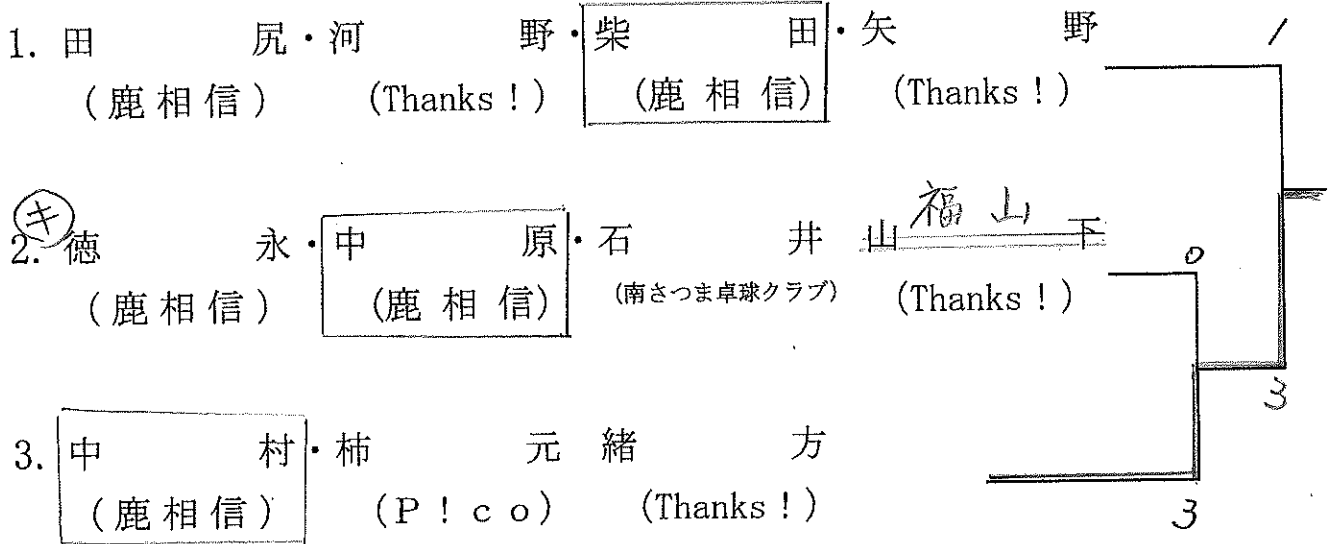 1. 田 尻・河 野・柴 田・矢 野
(鹿相信) (Thanks!) (鹿相信) (Thanks!)
1
キ
福山
2. 徳 永・中 原・石 井 山 下
(鹿相信) (鹿相信) (南さつま卓球クラブ) (Thanks!)
0
3
3. 中 村・柿 元 緒 方
(鹿相信) (P!co) (Thanks!)
3